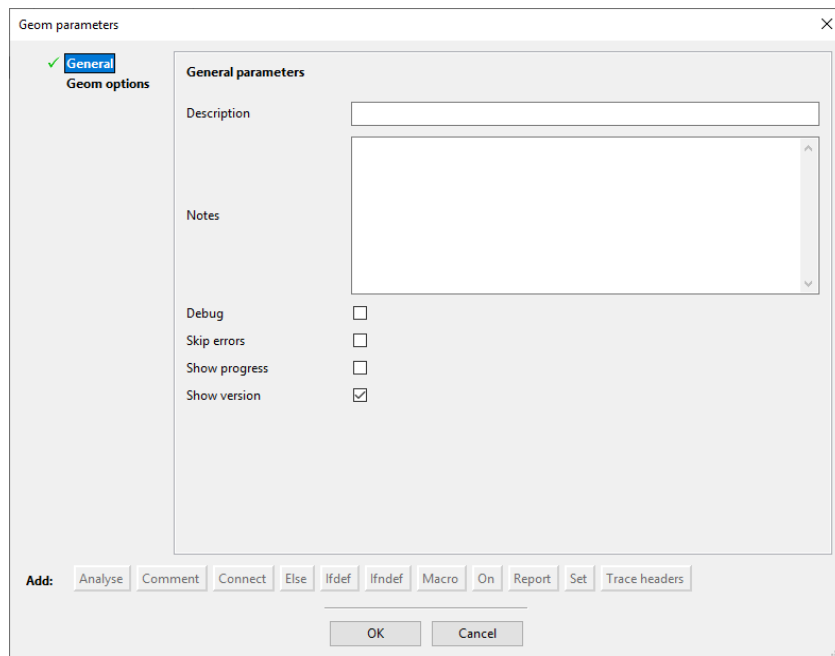 Geom parameters
General
Geom options
General parameters
Description
Notes
Debug
Skip errors
Show progress
Show version
Add: Analyse Comment Connect Else Ifdef Ifndef Macro On Report Set Trace headers
OK Cancel